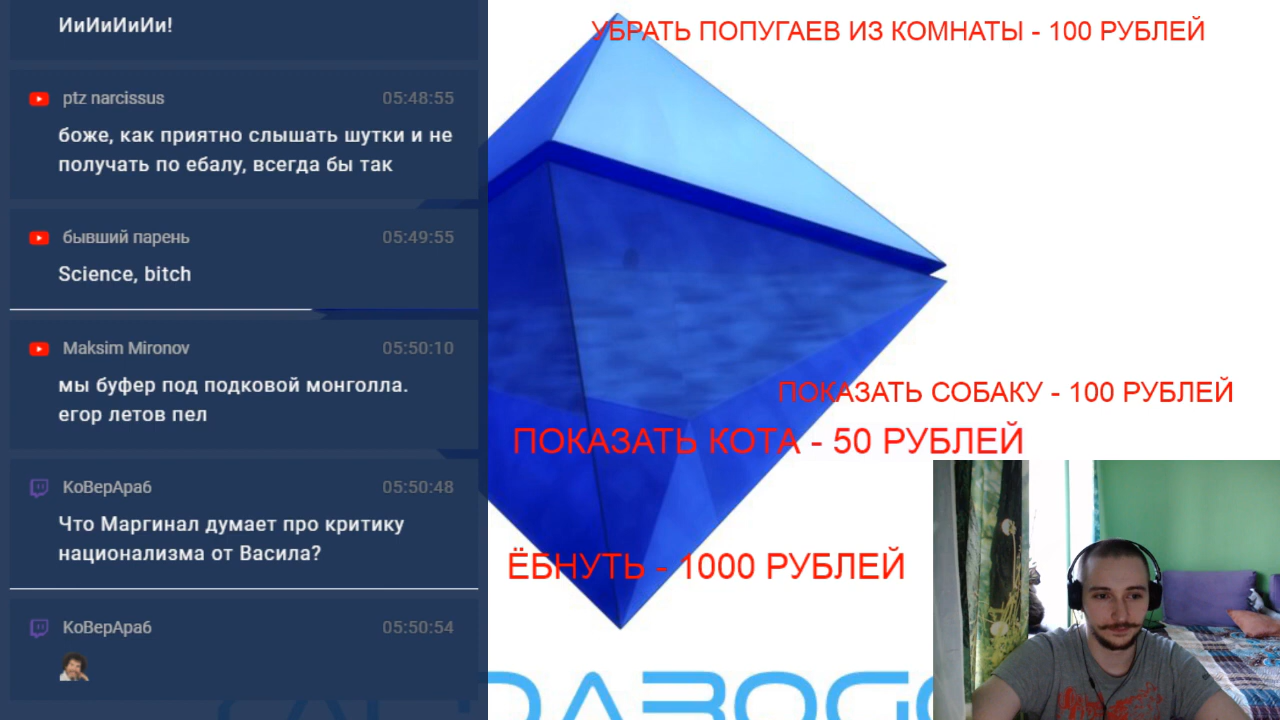 ИиИиИиИи!
ptz narcissus 05:48:55
боже, как приятно слышать шутки и не
получать по ебалу, всегда бы так
бывший парень 05:49:55
Science, bitch
Maksim Mironov 05:50:10
мы буфер под подковой монголла.
егор летов пел
КоВерАра6 05:50:48
Что Маргинал думает про критику
национализма от Васила?
КоВерАра6 05:50:54
УБРАТЬ ПОПУГАЕВ ИЗ КОМНАТЫ - 100 РУБЛЕЙ
ПОКАЗАТЬ СОБАКУ - 100 РУБЛЕЙ
ПОКАЗАТЬ КОТА - 50 РУБЛЕЙ
ЁБНУТЬ - 1000 РУБЛЕЙ